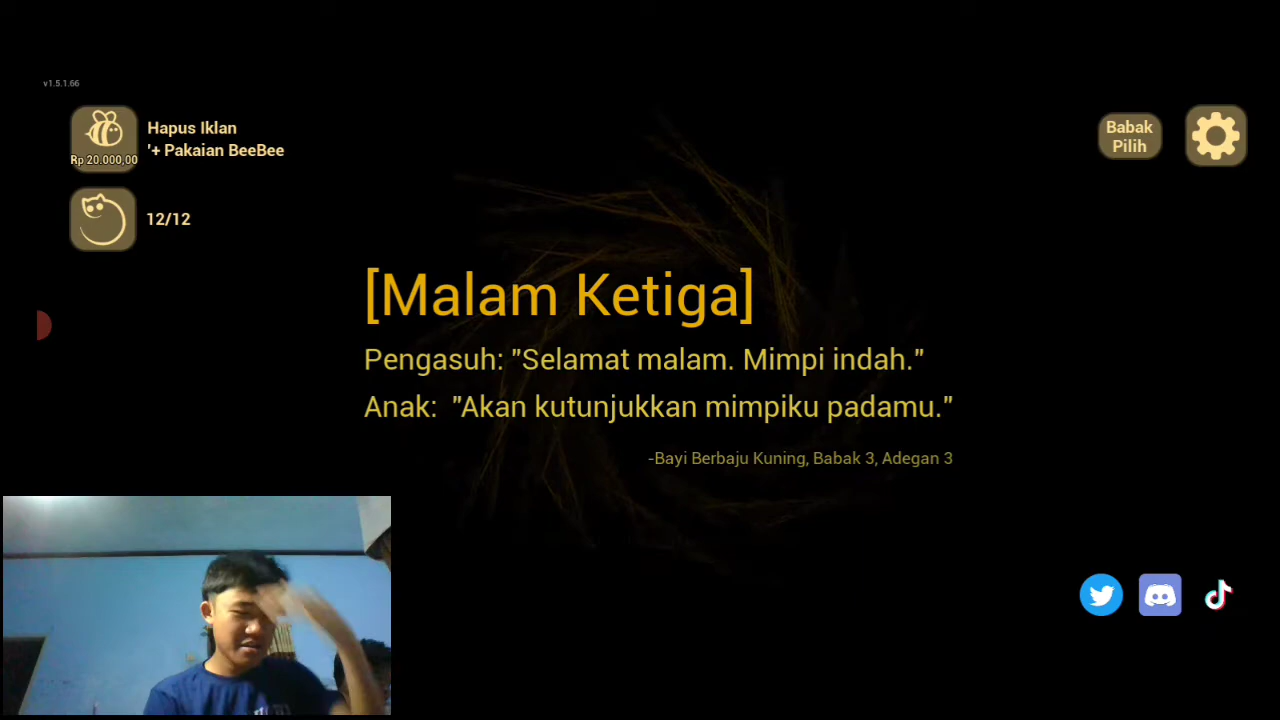 v1.5.1.66
Hapus Iklan
'+ Pakaian BeeBee
Rp 20.000,00
12/12
Babak
Pilih
[Malam Ketiga]
Pengasuh: "Selamat malam. Mimpi indah."
Anak:  "Akan kutunjukkan mimpiku padamu."
-Bayi Berbaju Kuning, Babak 3, Adegan 3